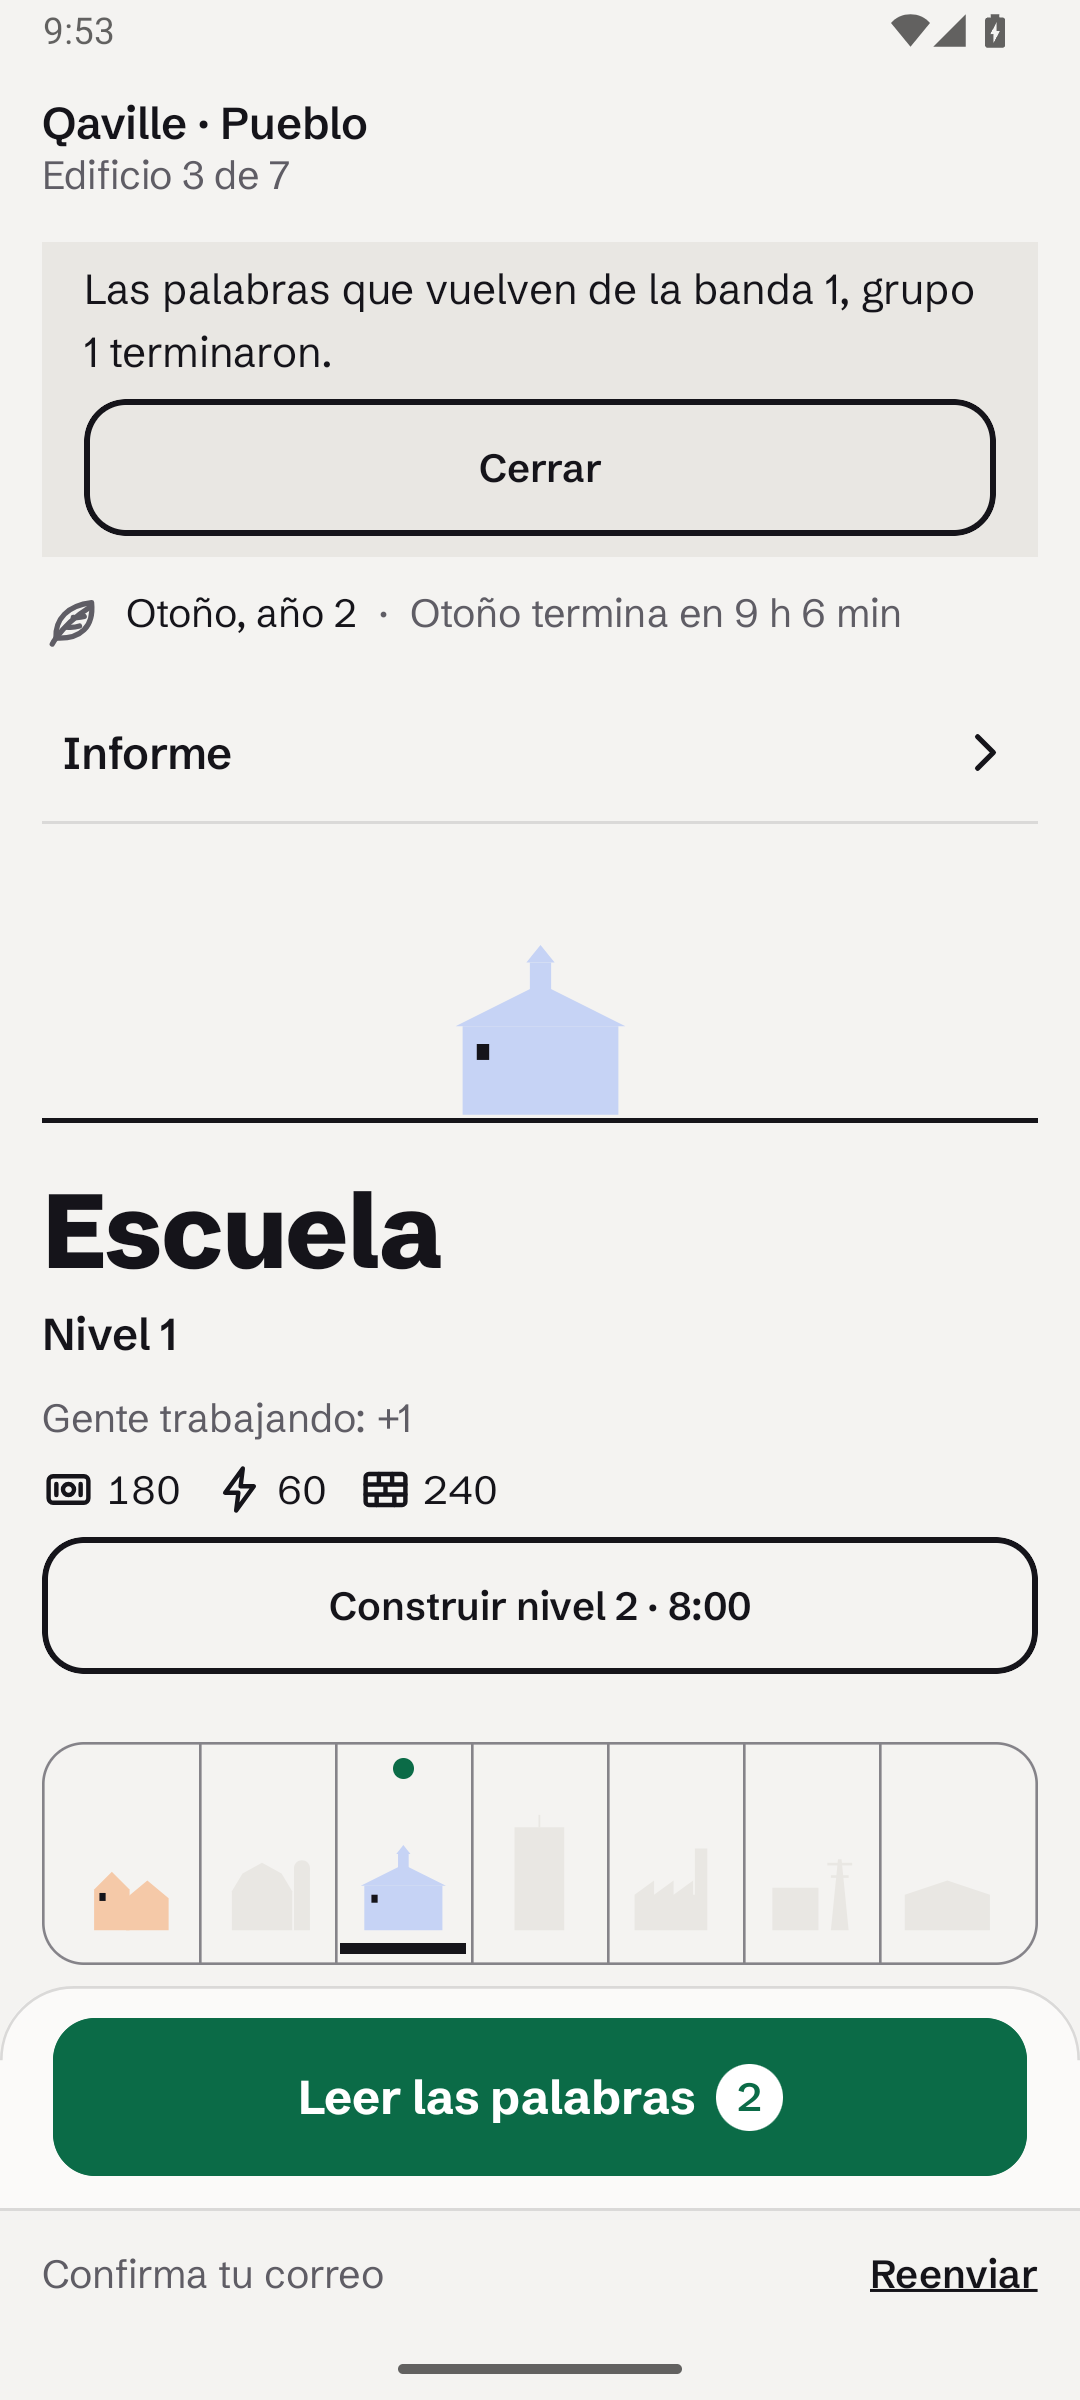 9:53
Qaville · Pueblo
Edificio 3 de 7
Las palabras que vuelven de la banda 1, grupo
1 terminaron.
Cerrar
Otoño, año 2 · Otoño termina en 9 h 6 min
Informe
Escuela
Nivel 1
Gente trabajando: +1
180 60 240
Construir nivel 2 · 8:00
Leer las palabras 2
Confirma tu correo Reenviar